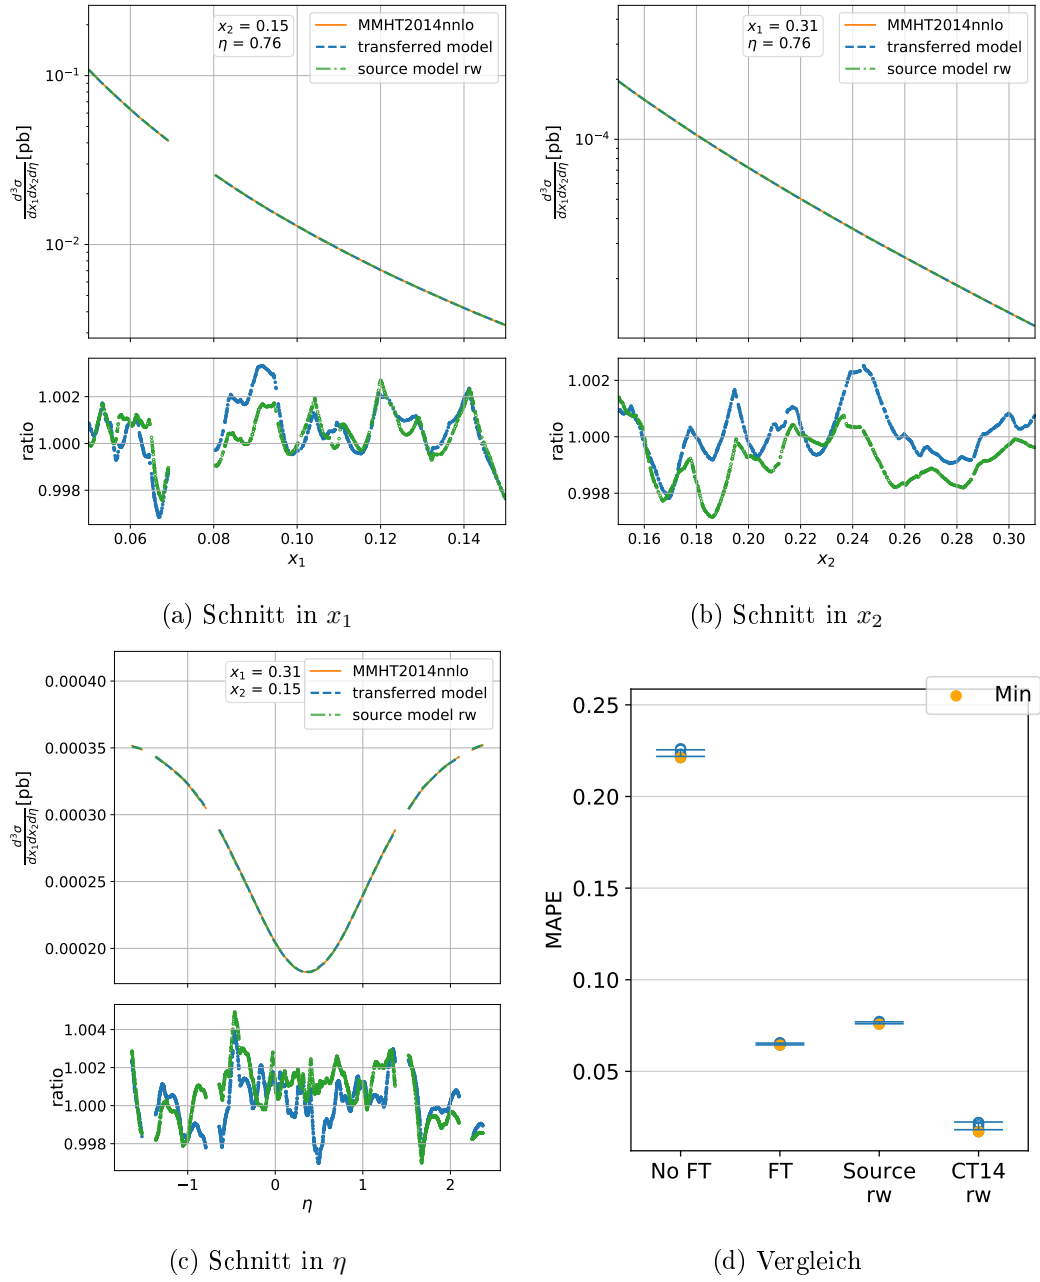 x₂ = 0.15
η = 0.76
MMHT2014nnlo
transferred model
source model rw
10⁻¹
10⁻²
d³σ/dx₁dx₂dη [pb]
1.002
1.000
0.998
ratio
0.06 0.08 0.10 0.12 0.14
x₁
(a) Schnitt in x₁
x₁ = 0.31
η = 0.76
MMHT2014nnlo
transferred model
source model rw
10⁻⁴
d³σ/dx₁dx₂dη [pb]
1.002
1.000
0.998
ratio
0.16 0.18 0.20 0.22 0.24 0.26 0.28 0.30
x₂
(b) Schnitt in x₂
x₁ = 0.31
x₂ = 0.15
MMHT2014nnlo
transferred model
source model rw
0.00040
0.00035
0.00030
0.00025
0.00020
d³σ/dx₁dx₂dη [pb]
1.004
1.002
1.000
0.998
ratio
−1 0 1 2
η
(c) Schnitt in η
Min
0.25
0.20
0.15
0.10
0.05
MAPE
No FT FT Source rw CT14 rw
(d) Vergleich